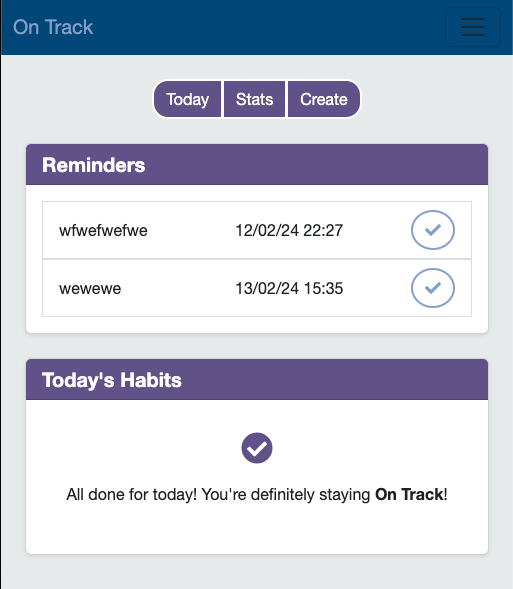 On Track
Today Stats Create
Reminders
wfwefwefwe 12/02/24 22:27
wewewe 13/02/24 15:35
Today's Habits
All done for today! You're definitely staying On Track!